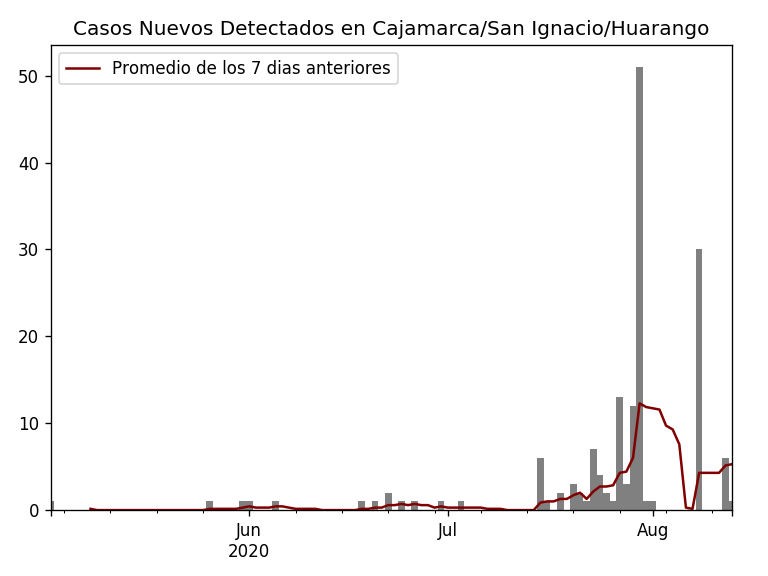 Casos Nuevos Detectados en Cajamarca/San Ignacio/Huarango
Promedio de los 7 dias anteriores
50
40
30
20
10
0
Jun
2020
Jul
Aug